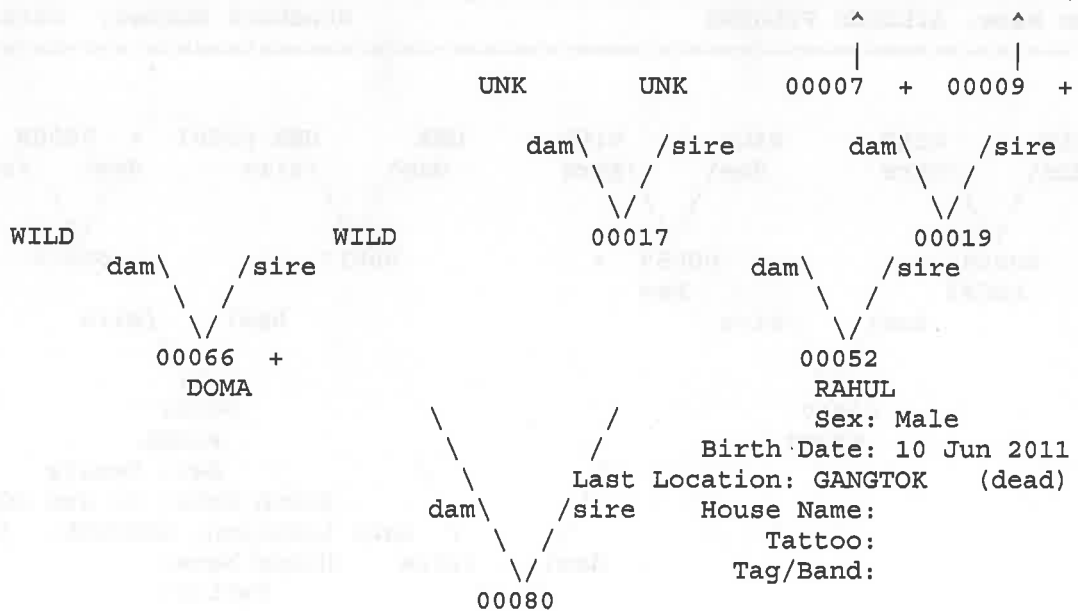 ^ ^
| |
UNK UNK 00007 + 00009 +
dam\ /sire dam\ /sire
\ / \ /
\/ \/
WILD WILD 00017 00019
dam\ /sire dam\ /sire
\ / \ /
\/ \/
00066 + 00052
DOMA RAHUL
\ / Sex: Male
\ / Birth Date: 10 Jun 2011
\ / Last Location: GANGTOK (dead)
dam\ /sire House Name:
\ / Tattoo:
\/ Tag/Band:
00080